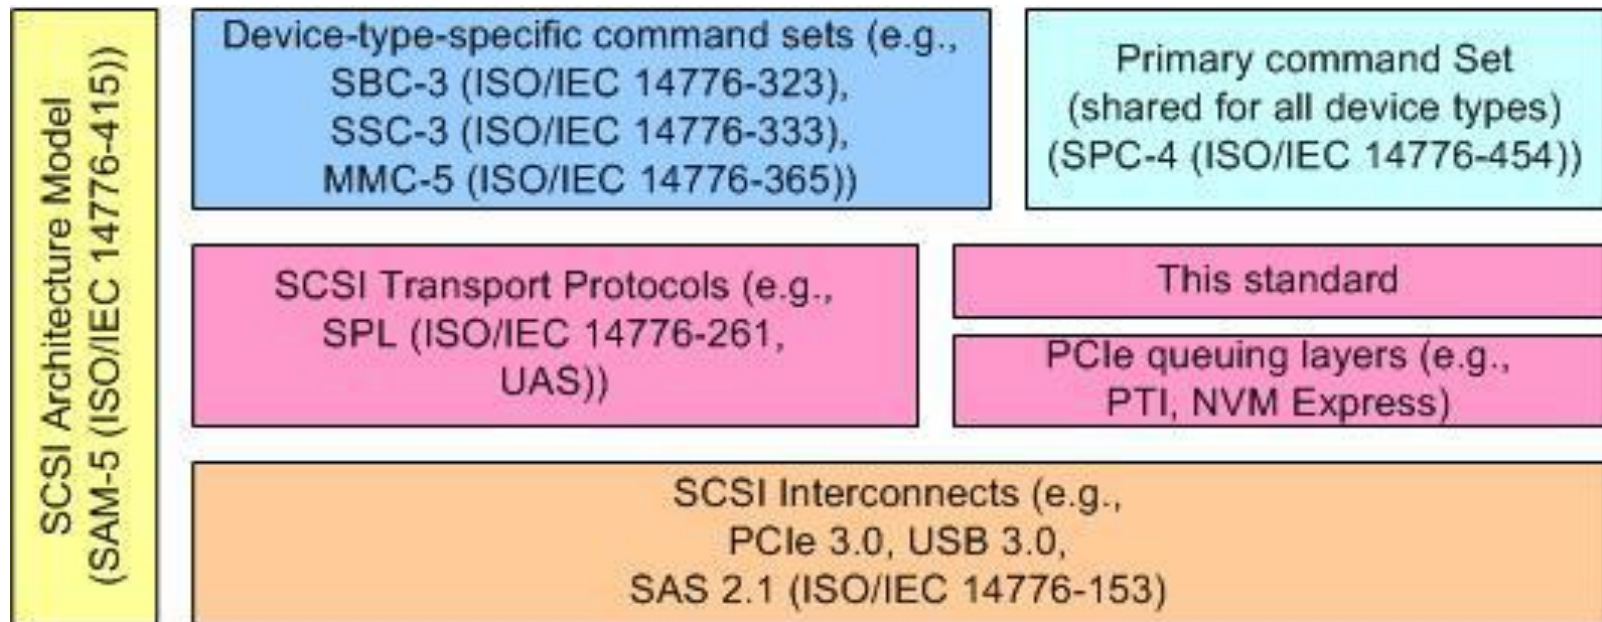 SCSI Architecture Model
(SAM-5 (ISO/IEC 14776-415))
Device-type-specific command sets (e.g.,
SBC-3 (ISO/IEC 14776-323),
SSC-3 (ISO/IEC 14776-333),
MMC-5 (ISO/IEC 14776-365))
Primary command Set
(shared for all device types)
(SPC-4 (ISO/IEC 14776-454))
SCSI Transport Protocols (e.g.,
SPL (ISO/IEC 14776-261,
UAS))
This standard
PCIe queuing layers (e.g.,
PTI, NVM Express)
SCSI Interconnects (e.g.,
PCIe 3.0, USB 3.0,
SAS 2.1 (ISO/IEC 14776-153)